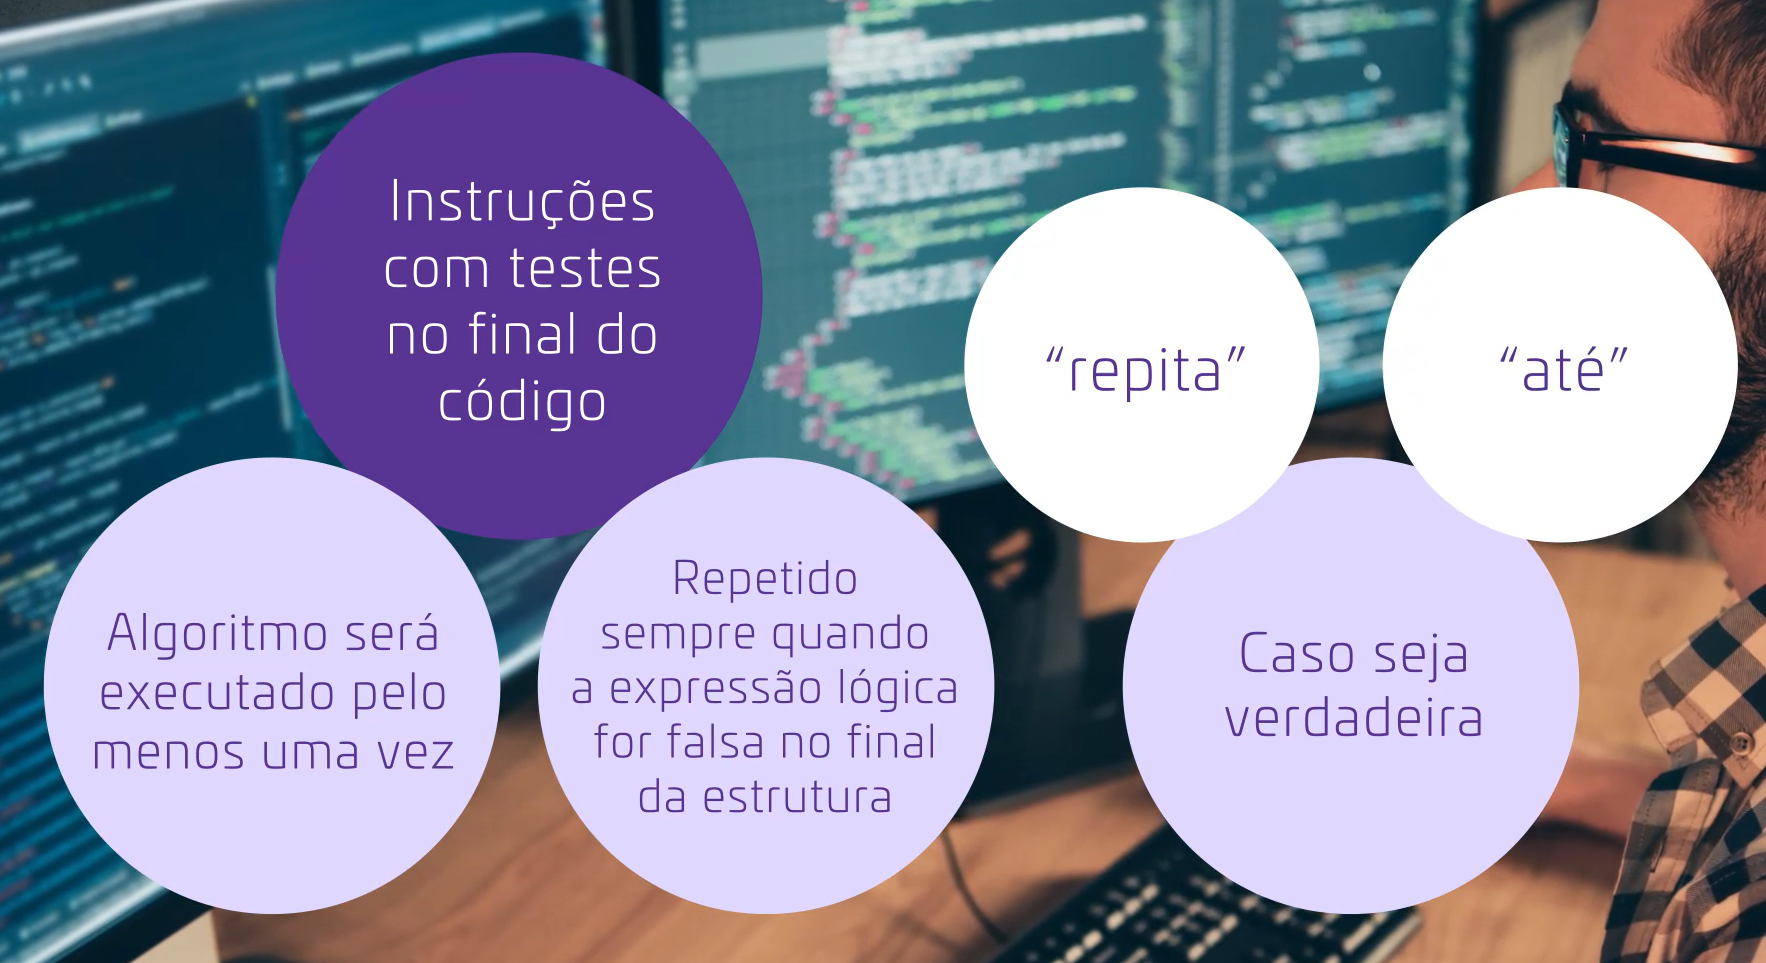 Instruções
com testes
no final do
código
Algoritmo será
executado pelo
menos uma vez
Repetido
sempre quando
a expressão lógica
for falsa no final
da estrutura
“repita”
“até”
Caso seja
verdadeira